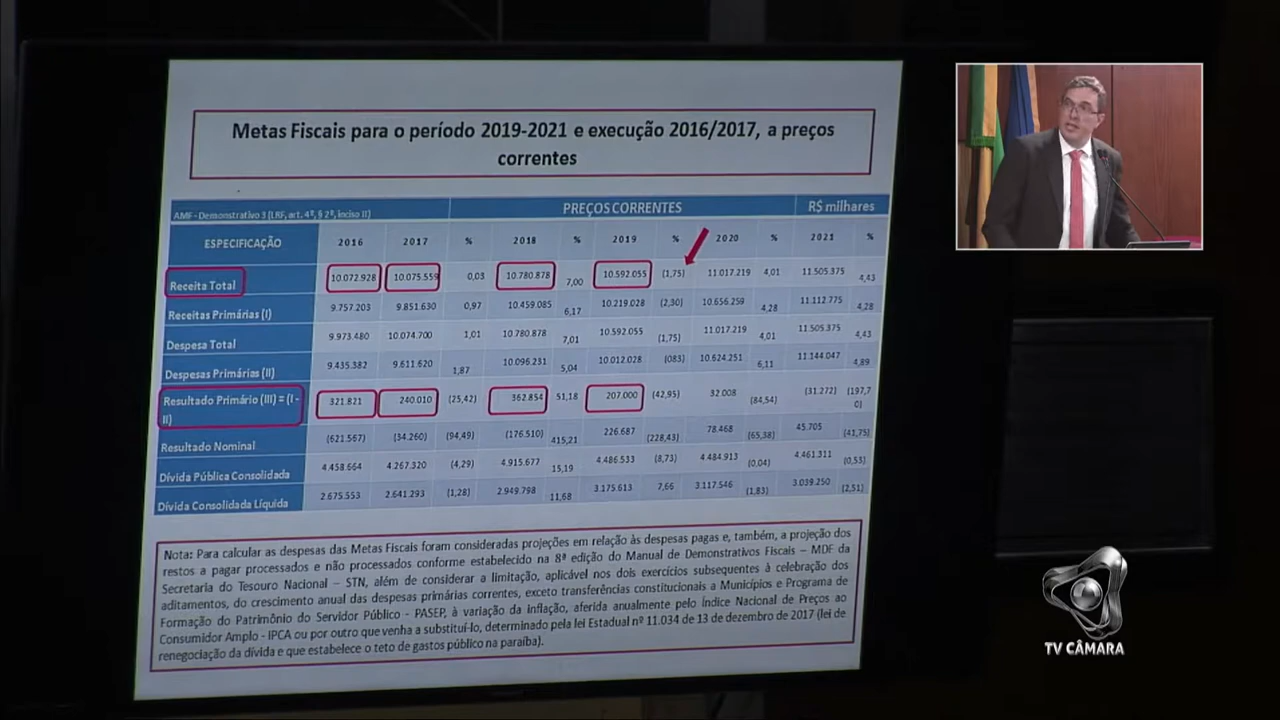 Metas Fiscais para o período 2019-2021 e execução 2016/2017, a preços
correntes
AMF - Demonstrativo 3 (LRF, art. 4º, § 2º, inciso II) PREÇOS CORRENTES R$ milhares
ESPECIFICAÇÃO 2016 2017 % 2018 % 2019 % 2020 % 2021 %
Receita Total 10.072.928 10.075.559 0,03 10.780.878 7,00 10.592.055 (1,75) 11.017.219 4,01 11.505.375 4,43
Receitas Primárias (I) 9.757.203 9.851.630 0,97 10.459.085 6,17 10.219.028 (2,30) 10.656.259 4,28 11.112.775 4,28
Despesa Total 9.973.480 10.074.700 1,01 10.780.878 7,01 10.592.055 (1,75) 11.017.219 4,01 11.505.375 4,43
Despesas Primárias (II) 9.435.382 9.611.620 1,87 10.096.231 5,04 10.012.028 (083) 10.624.251 6,11 11.144.047 4,89
Resultado Primário (III) = (I - 321.821 240.010 (25,42) 362.854 51,18 207.000 (42,95) 32.008 (84,54) (31.272) (197,7
II) 0)
Resultado Nominal (621.567) (34.260) (94,49) (176.510) 415,21 226.687 (228,43) 78.468 (65,38) 45.705 (41,75)
Dívida Pública Consolidada 4.458.664 4.267.320 (4,29) 4.915.677 15,19 4.486.533 (8,73) 4.484.913 (0,04) 4.461.311 (0,53)
Dívida Consolidada Líquida 2.675.553 2.641.293 (1,28) 2.949.798 11,68 3.175.613 7,66 3.117.546 (1,83) 3.039.250 (2,51)
Nota: Para calcular as despesas das Metas Fiscais foram consideradas projeções em relação às despesas pagas e, também, a projeção dos
restos a pagar processados e não processados conforme estabelecido na 8ª edição do Manual de Demonstrativos Fiscais – MDF da
Secretaria do Tesouro Nacional – STN, além de considerar a limitação, aplicável nos dois exercícios subsequentes à celebração dos
aditamentos, do crescimento anual das despesas primárias correntes, exceto transferências constitucionais a Municípios e Programa de
Formação do Patrimônio do Servidor Público - PASEP, à variação da inflação, aferida anualmente pelo Índice Nacional de Preços ao
Consumidor Amplo - IPCA ou por outro que venha a substituí-lo, determinado pela lei Estadual nº 11.034 de 13 de dezembro de 2017 (lei de
renegociação da dívida e que estabelece o teto de gastos público na paraíba).
TV CÂMARA